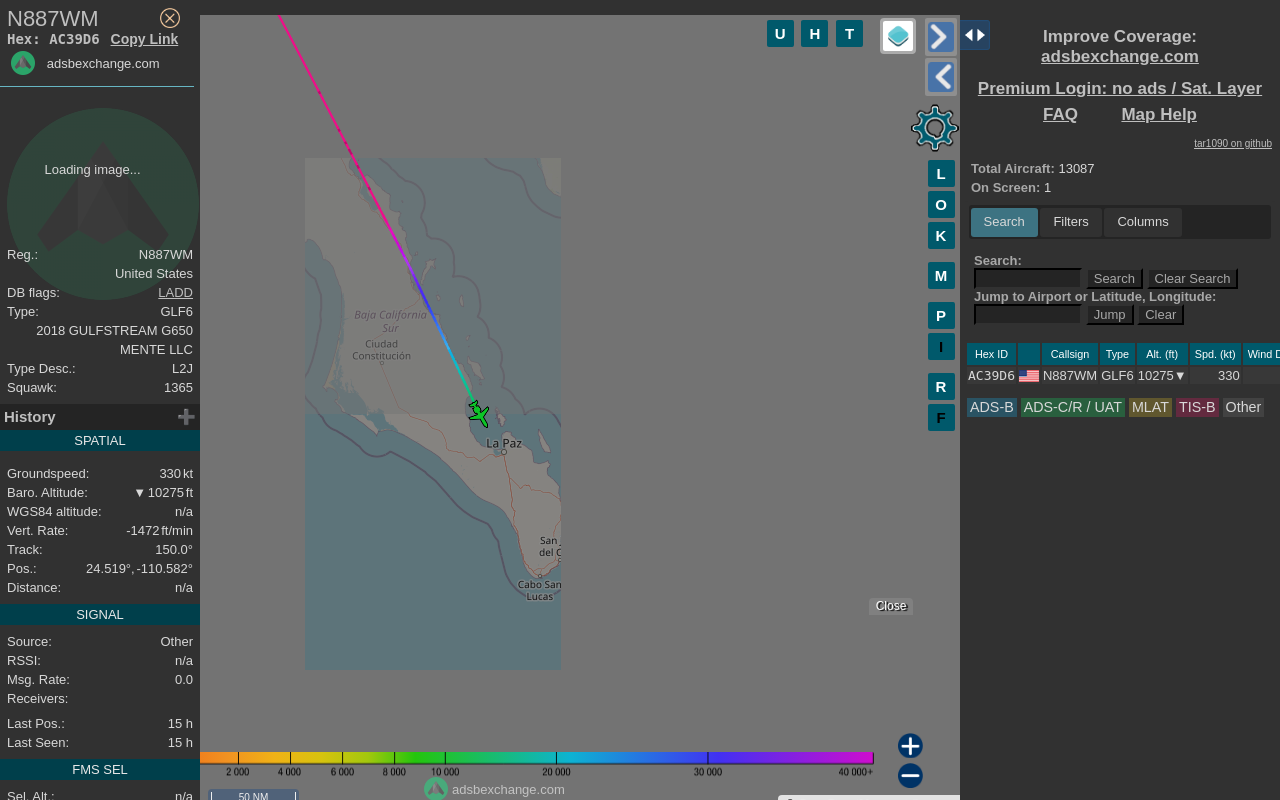 N887WM
Hex: AC39D6 Copy Link
adsbexchange.com
Loading image...
Reg.: N887WM
United States
DB flags: LADD
Type: GLF6
2018 GULFSTREAM G650
MENTE LLC
Type Desc.: L2J
Squawk: 1365
History
SPATIAL
Groundspeed: 330 kt
Baro. Altitude: ▼ 10275 ft
WGS84 altitude: n/a
Vert. Rate: -1472 ft/min
Track: 150.0°
Pos.: 24.519°, -110.582°
Distance: n/a
SIGNAL
Source: Other
RSSI: n/a
Msg. Rate: 0.0
Receivers:
Last Pos.: 15 h
Last Seen: 15 h
FMS SEL
Sel. Alt.: n/a
U H T
L
O
K
M
P
I
R
F
Baja California
Sur
Ciudad
Constitución
La Paz
San
del C
Cabo San
Lucas
Close
2 000 4 000 6 000 8 000 10 000 20 000 30 000 40 000+
adsbexchange.com
50 NM
Improve Coverage:
adsbexchange.com
Premium Login: no ads / Sat. Layer
FAQ Map Help
tar1090 on github
Total Aircraft: 13087
On Screen: 1
Search Filters Columns
Search:
Search Clear Search
Jump to Airport or Latitude, Longitude:
Jump Clear
Hex ID Callsign Type Alt. (ft) Spd. (kt) Wind D
AC39D6 N887WM GLF6 10275▼ 330
ADS-B ADS-C/R / UAT MLAT TIS-B Other